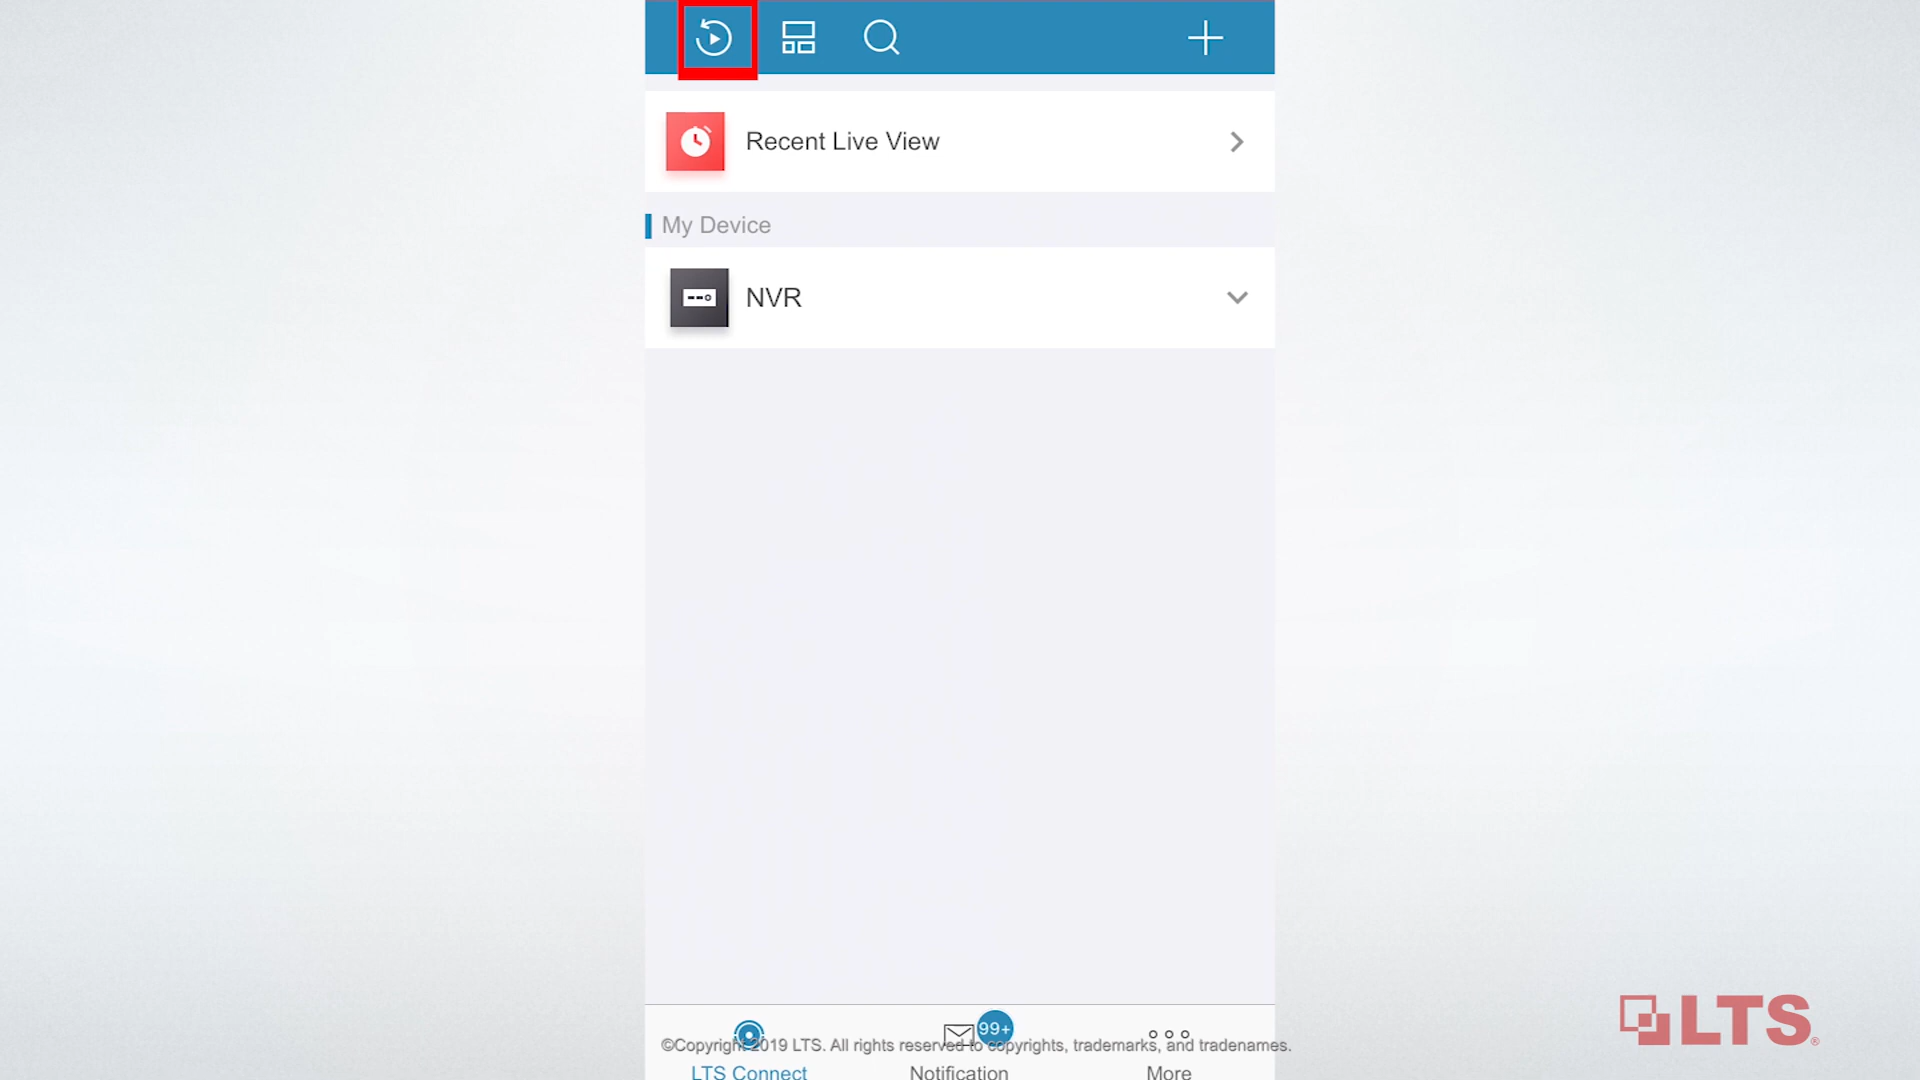 Recent Live View
My Device
NVR
99+
©Copyright 2019 LTS. All rights reserved to copyrights, trademarks, and tradenames.
LTS Connect
Notification
More
LTS®